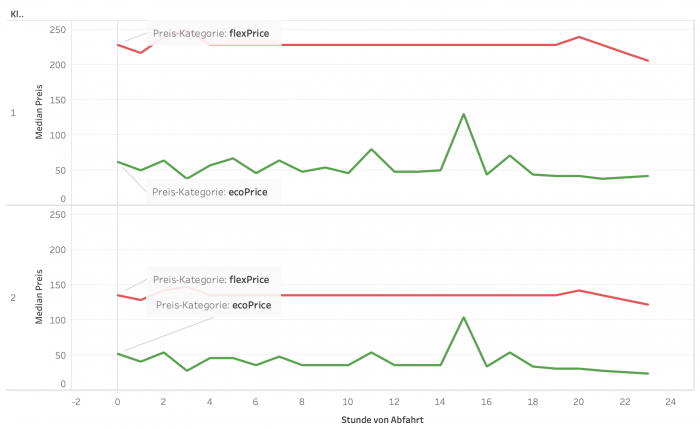 Kl..
Median Preis
250
200
150
100
50
0
1
Preis-Kategorie: flexPrice
Preis-Kategorie: ecoPrice
Median Preis
250
200
150
100
50
0
2
Preis-Kategorie: flexPrice
Preis-Kategorie: ecoPrice
-2 0 2 4 6 8 10 12 14 16 18 20 22 24
Stunde von Abfahrt